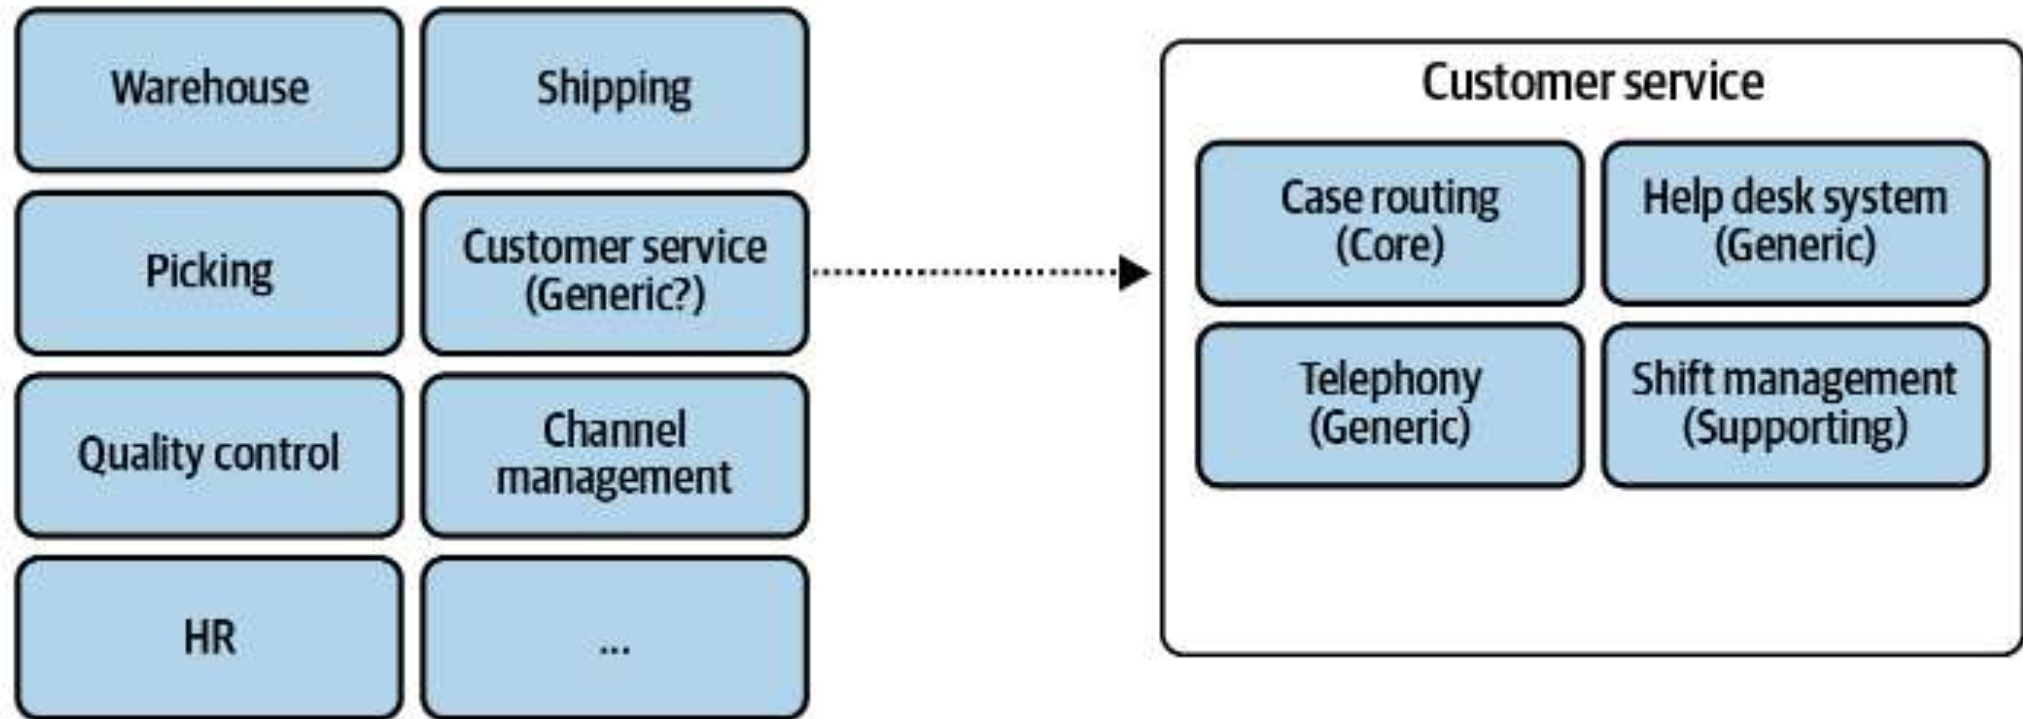 Warehouse
Shipping
Picking
Customer service
(Generic?)
Quality control
Channel
management
HR
...
Customer service
Case routing
(Core)
Help desk system
(Generic)
Telephony
(Generic)
Shift management
(Supporting)